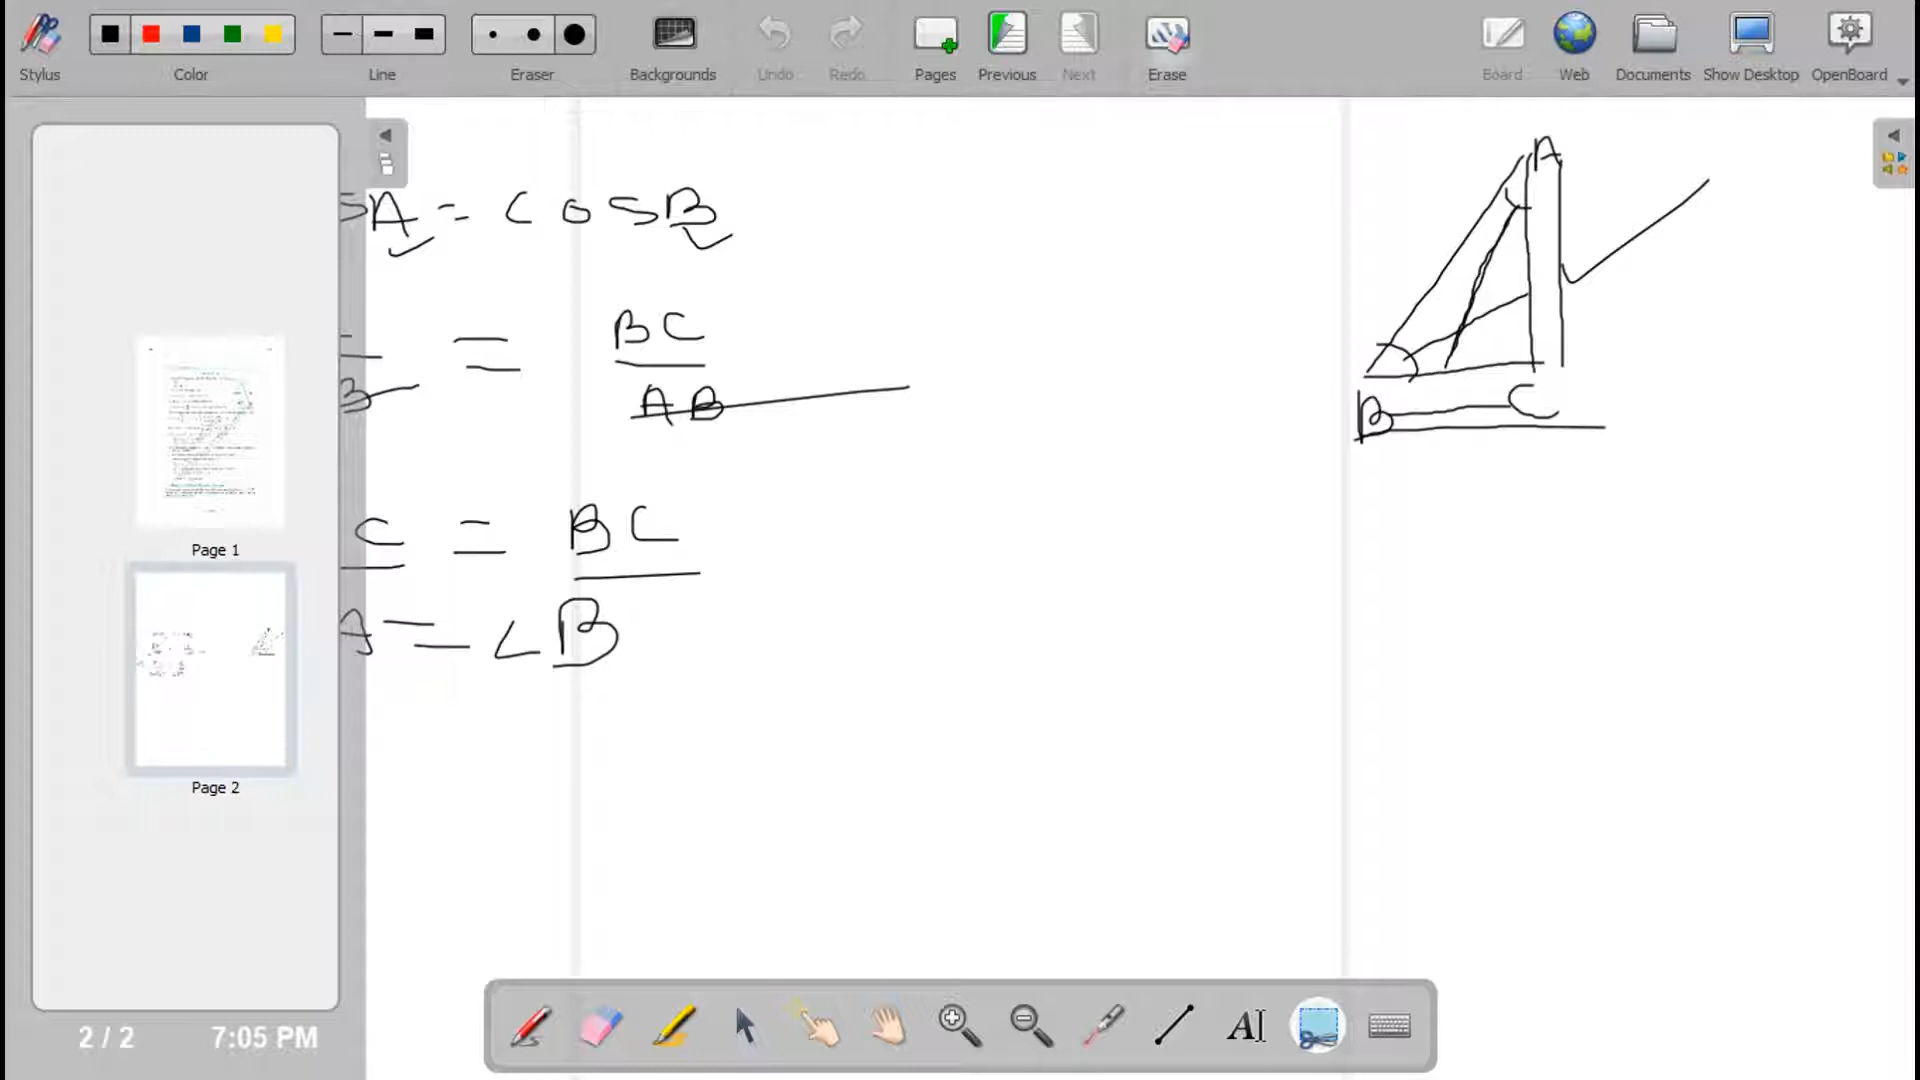 Stylus Color Line Eraser Backgrounds Undo Redo Pages Previous Next Erase Board Web Documents Show Desktop OpenBoard
A = COSB
= BC
AB
C = BC
A = ∠B
A
B C
Page 1
Page 2
2 / 2 7:05 PM